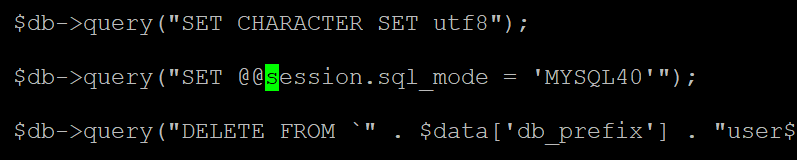 $db->query("SET CHARACTER SET utf8");
$db->query("SET @@session.sql_mode = 'MYSQL40'");
$db->query("DELETE FROM `" . $data['db_prefix'] . "user$